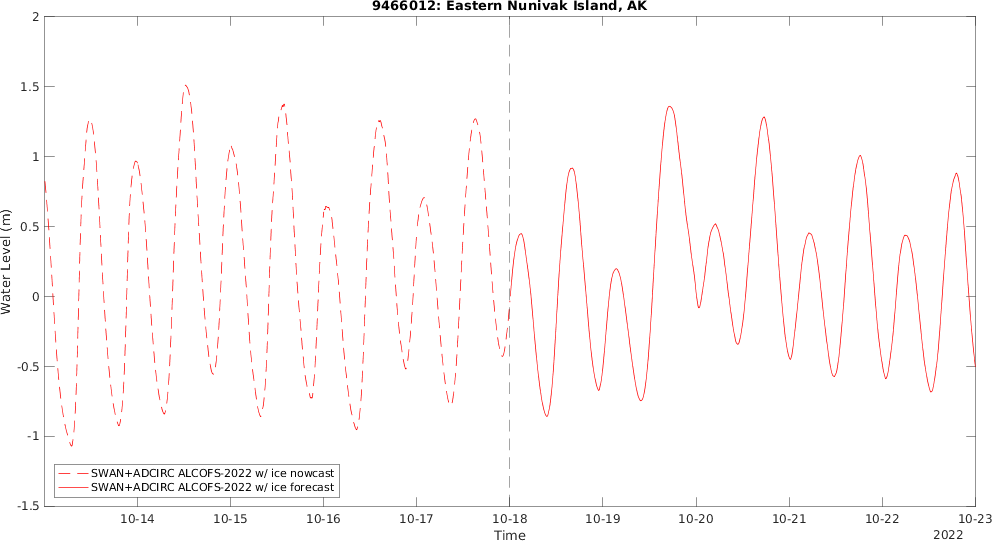 9466012: Eastern Nunivak Island, AK
2
1.5
1
0.5
0
-0.5
-1
-1.5
Water Level (m)
SWAN+ADCIRC ALCOFS-2022 w/ ice nowcast
SWAN+ADCIRC ALCOFS-2022 w/ ice forecast
10-14 10-15 10-16 10-17 10-18 10-19 10-20 10-21 10-22 10-23
Time
2022